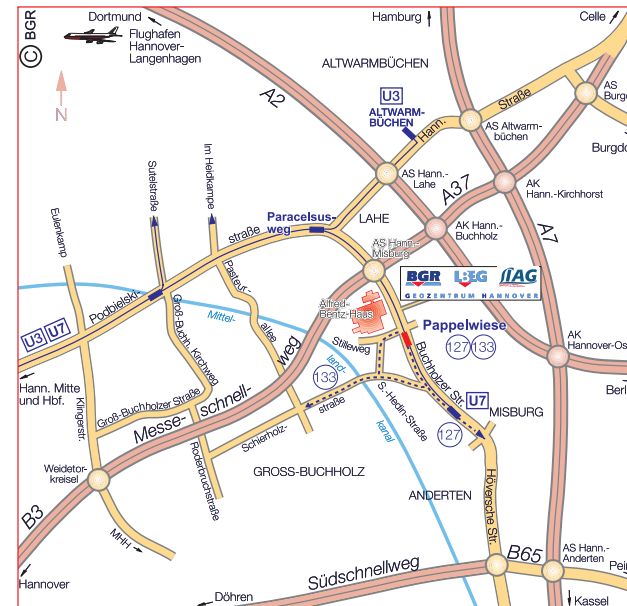 © BGR
Dortmund
Flughafen
Hannover-
Langenhagen
Hamburg
Celle
ALTWARMBÜCHEN
A2
N
U3
ALTWARM-
BÜCHEN
Hann.
Straße
AS Altwarm-
büchen
AS
Burgd
Burgdo
AS Hann.-
Lahe
A37
AK
Hann.-Kirchhorst
Sutelstraße
Im Heidkampe
Eulenkamp
Paracelsus-
weg
LAHE
straße
AK Hann.-
Buchholz
A7
AS Hann.-
Misburg
Pasteur-
allee
BGR LBEG LIAG
GEOZENTRUM HANNOVER
Podbielski-
Alfred-
Bentz-Haus
Mittel-
land-
kanal
Groß-Buchh. Kirchweg
U3 U7
Pappelwiese
127 133
Stilleweg
AK
Hannover-Os
Hann. Mitte
und Hbf.
Klingerstr.
weg
133
Buchholzer Str.
Berl
Groß-Buchholzer Straße
Messe-
schnell-
straße
S.-Hedin-Straße
U7
MISBURG
127
Schierholz-
Roderbruchstraße
Weidetor-
kreisel
GROSS-BUCHHOLZ
ANDERTEN
B3
MHH
Höversche Str.
B65
AS Hann.-
Anderten
Pein
Südschnellweg
Hannover
Döhren
Kassel